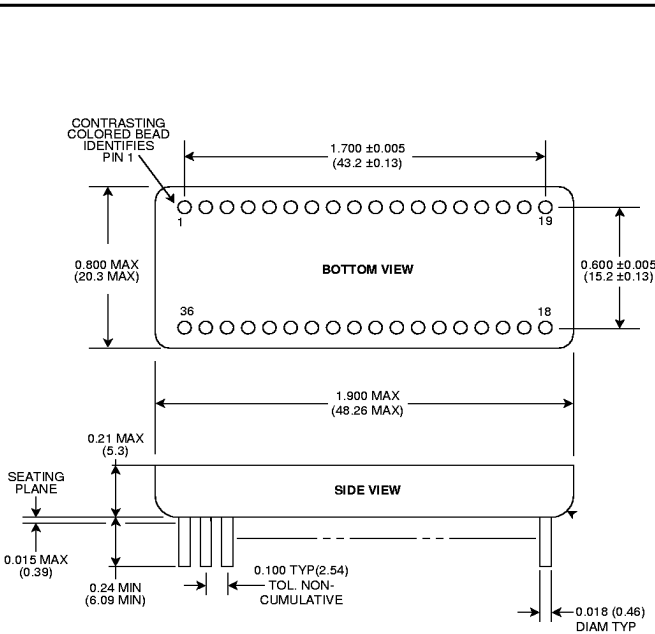 CONTRASTING
COLORED BEAD
IDENTIFIES
PIN 1
1.700 ±0.005
(43.2 ±0.13)
1
19
0.800 MAX
(20.3 MAX)
BOTTOM VIEW
0.600 ±0.005
(15.2 ±0.13)
36
18
1.900 MAX
(48.26 MAX)
0.21 MAX
(5.3)
SEATING
PLANE
SIDE VIEW
0.015 MAX
(0.39)
0.24 MIN
(6.09 MIN)
0.100 TYP(2.54)
TOL. NON-
CUMULATIVE
0.018 (0.46)
DIAM TYP